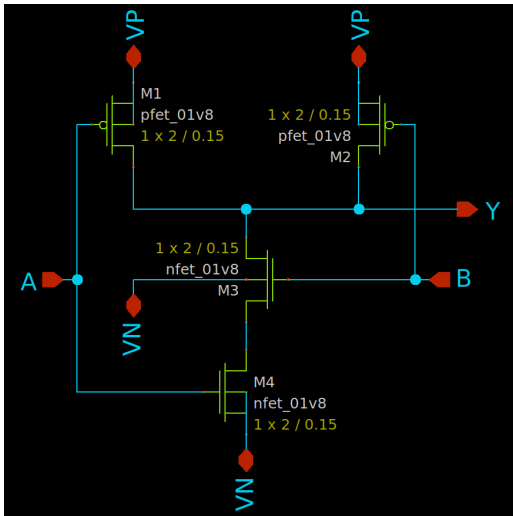 VP
VP
M1
pfet_01v8
1 x 2 / 0.15
1 x 2 / 0.15
pfet_01v8
M2
Y
1 x 2 / 0.15
nfet_01v8
M3
A
B
VN
M4
nfet_01v8
1 x 2 / 0.15
VN